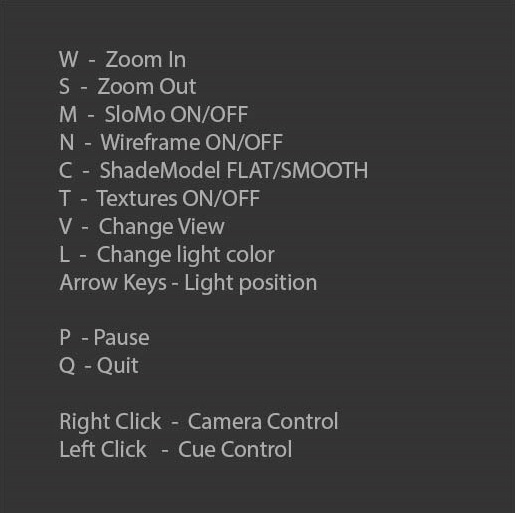 W - Zoom In
S - Zoom Out
M - SloMo ON/OFF
N - Wireframe ON/OFF
C - ShadeModel FLAT/SMOOTH
T - Textures ON/OFF
V - Change View
L - Change light color
Arrow Keys - Light position
P - Pause
Q - Quit
Right Click - Camera Control
Left Click - Cue Control